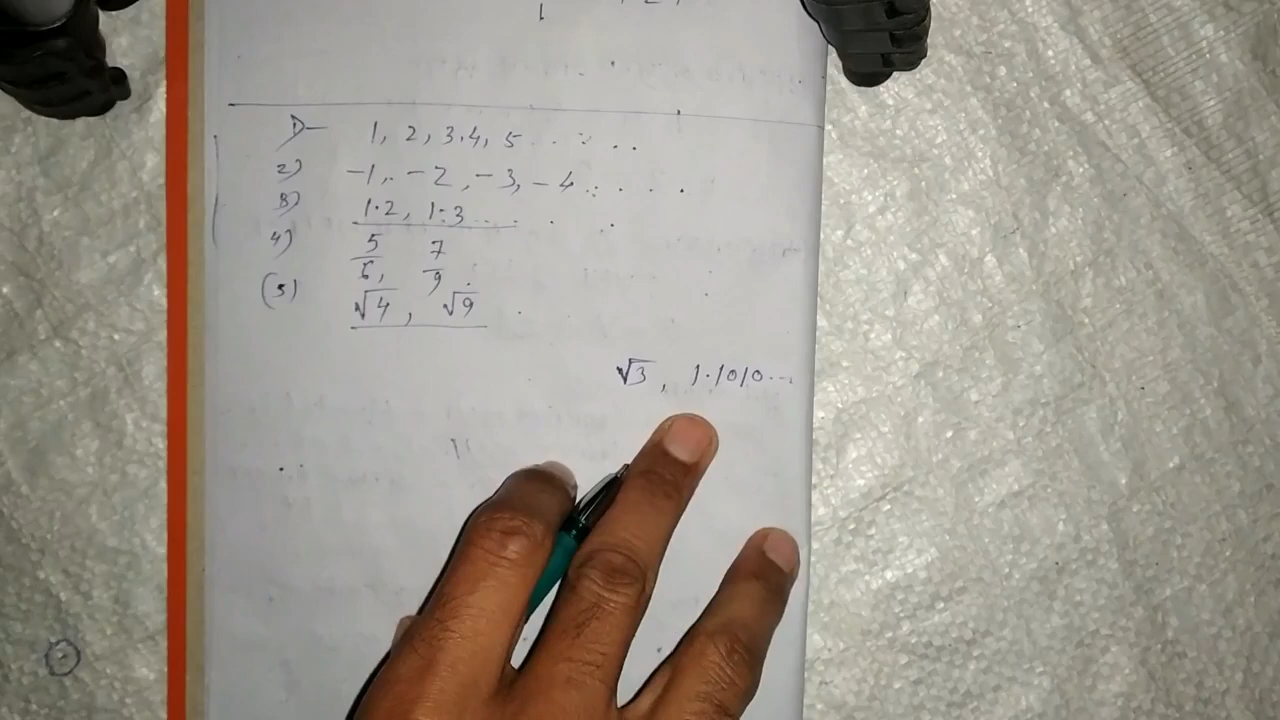 1) 1, 2, 3.4, 5 . . . . . .
2) -1, -2, -3, -4 . . . . .
3) 1.2, 1.3 . . . . . .
4) 5/6, 7/9 .
(5) √4, √9 .
√3, 1.1010...